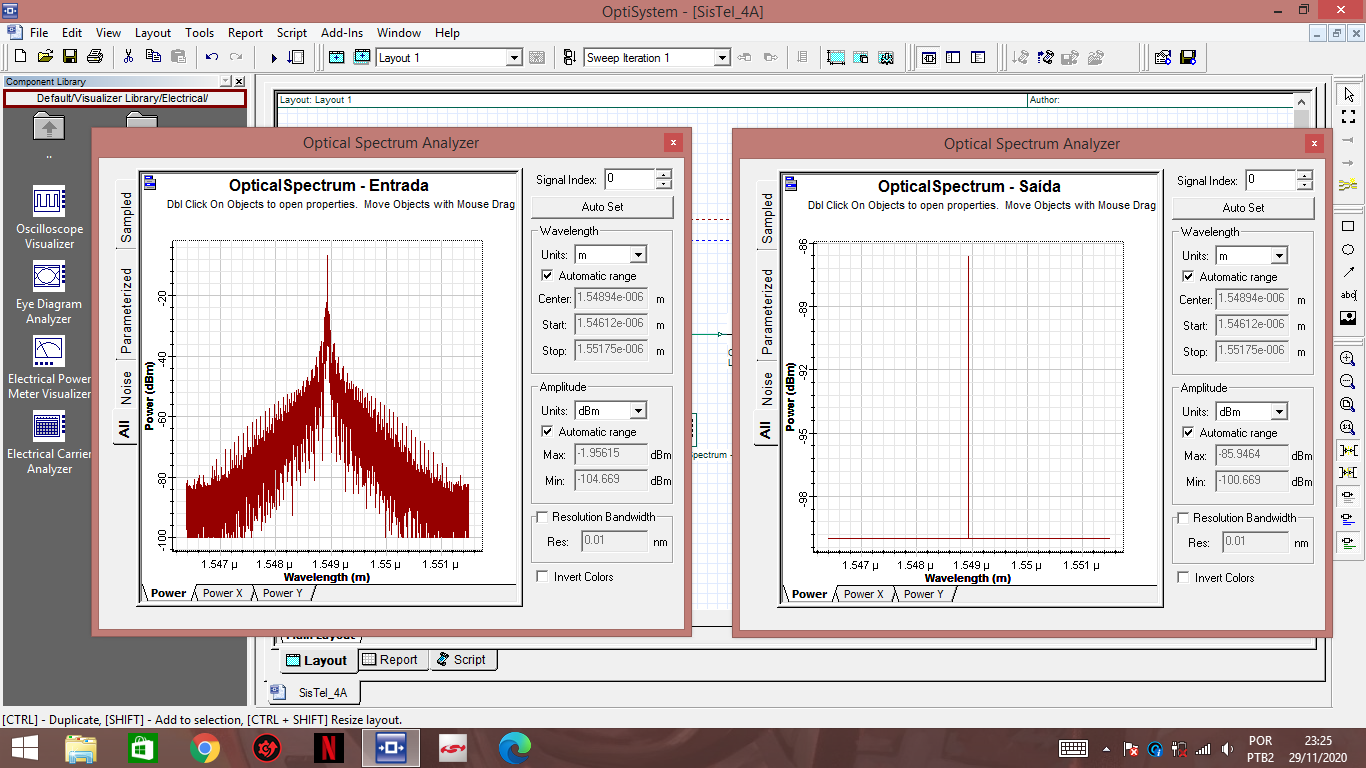 OptiSystem - [SisTel_4A]
File Edit View Layout Tools Report Script Add-Ins Window Help
Layout 1
Sweep Iteration 1
Component Library
Default/Visualizer Library/Electrical/
..
Oscilloscope
Visualizer
Eye Diagram
Analyzer
Electrical Power
Meter Visualizer
Electrical Carrier
Analyzer
Layout: Layout 1
Author:
Optical Spectrum Analyzer
OpticalSpectrum - Entrada
Dbl Click On Objects to open properties. Move Objects with Mouse Drag
Sampled
Parameterized
Noise
All
Power (dBm)
-20
-40
-60
-80
-100
1.547 µ 1.548 µ 1.549 µ 1.55 µ 1.551 µ
Wavelength (m)
Power Power X Power Y
Signal Index: 0
Auto Set
Wavelength
Units: m
Automatic range
Center: 1.54894e-006 m
Start: 1.54612e-006 m
Stop: 1.55175e-006 m
Amplitude
Units: dBm
Automatic range
Max: -1.95615 dBm
Min: -104.669 dBm
Resolution Bandwidth
Res: 0.01 nm
Invert Colors
Optical Spectrum Analyzer
OpticalSpectrum - Saída
Dbl Click On Objects to open properties. Move Objects with Mouse Drag
Sampled
Parameterized
Noise
All
Power (dBm)
-86
-89
-92
-95
-98
1.547 µ 1.548 µ 1.549 µ 1.55 µ 1.551 µ
Wavelength (m)
Power Power X Power Y
Signal Index: 0
Auto Set
Wavelength
Units: m
Automatic range
Center: 1.54894e-006 m
Start: 1.54612e-006 m
Stop: 1.55175e-006 m
Amplitude
Units: dBm
Automatic range
Max: -85.9464 dBm
Min: -100.669 dBm
Resolution Bandwidth
Res: 0.01 nm
Invert Colors
abc
Main Layout
Layout Report Script
SisTel_4A
[CTRL] - Duplicate, [SHIFT] - Add to selection, [CTRL + SHIFT] Resize layout.
POR
PTB2
23:25
29/11/2020